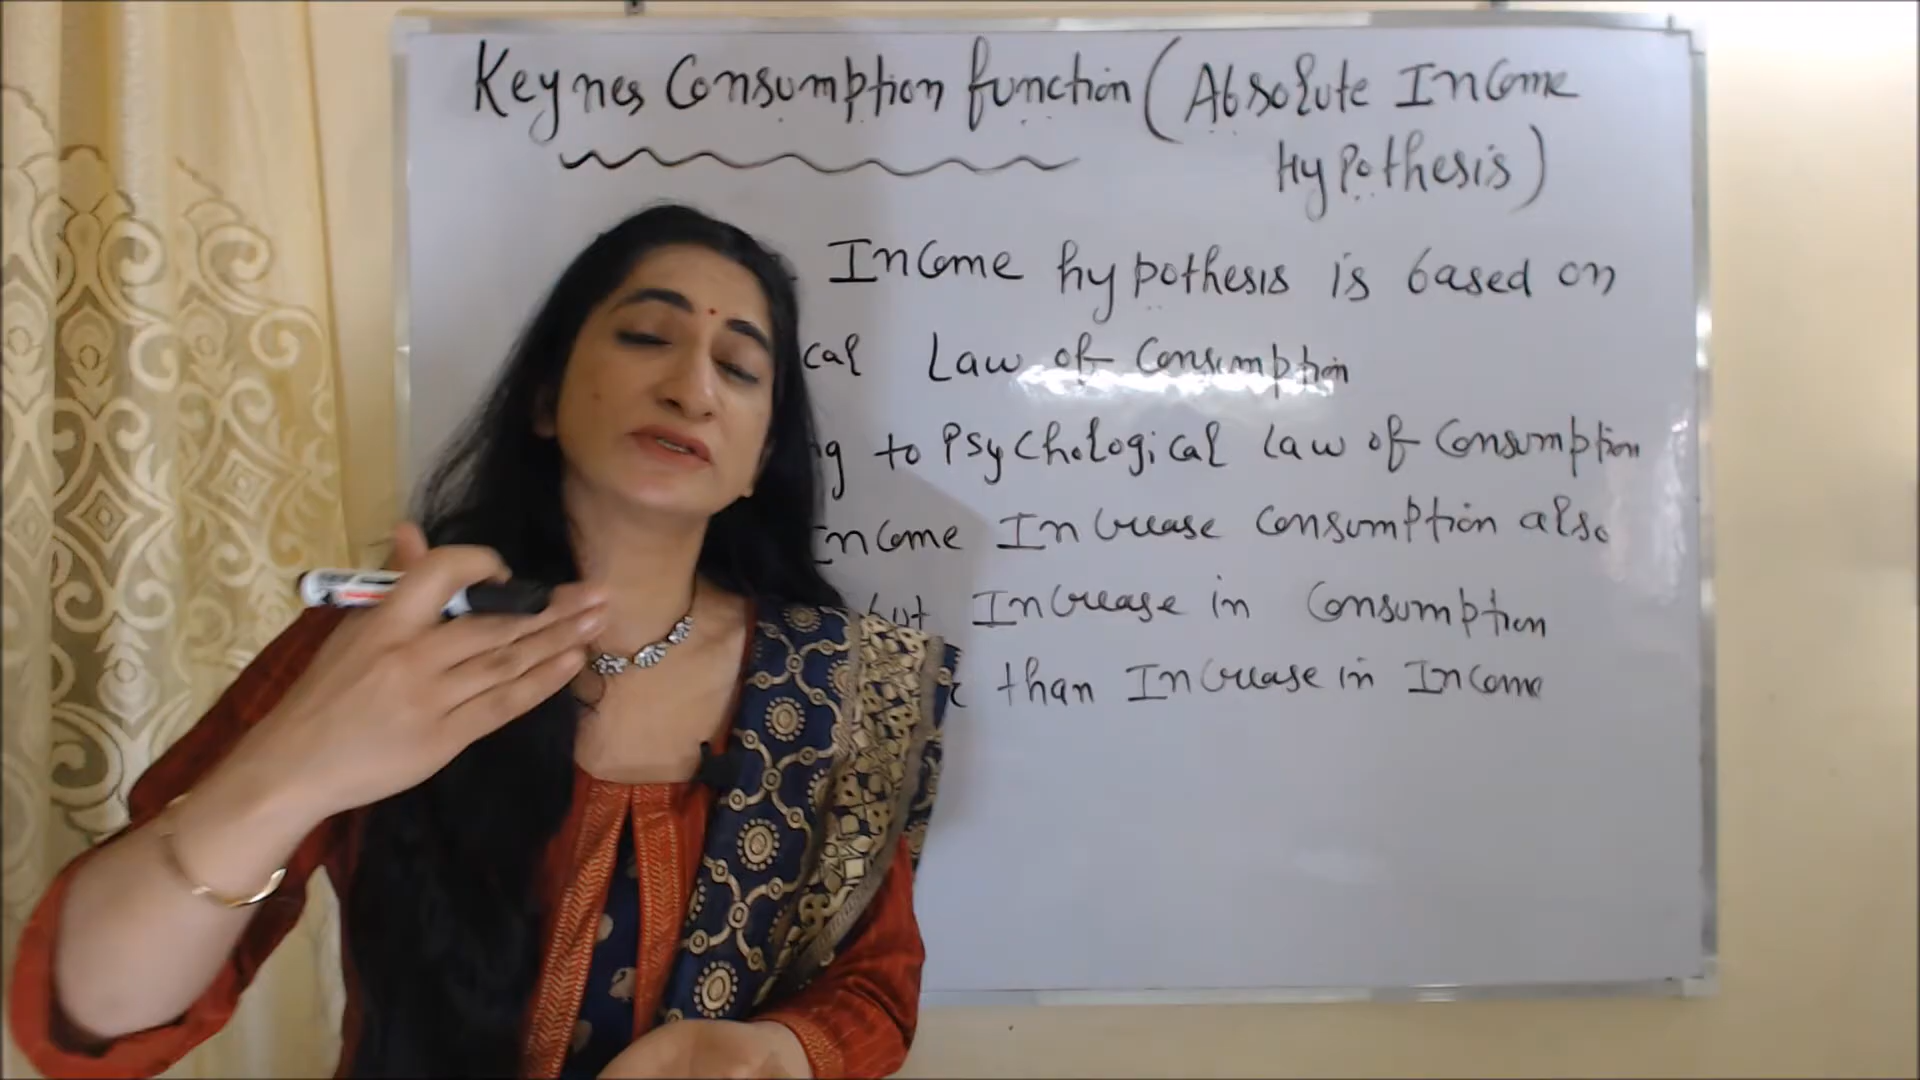 Keynes Consumption function (Absolute Income
Hypothesis)
Income hypothesis is based on
cal Law of Consumption
ng to Psychological law of Consumption
Income Increase Consumption also
but Increase in Consumption
than Increase in Income